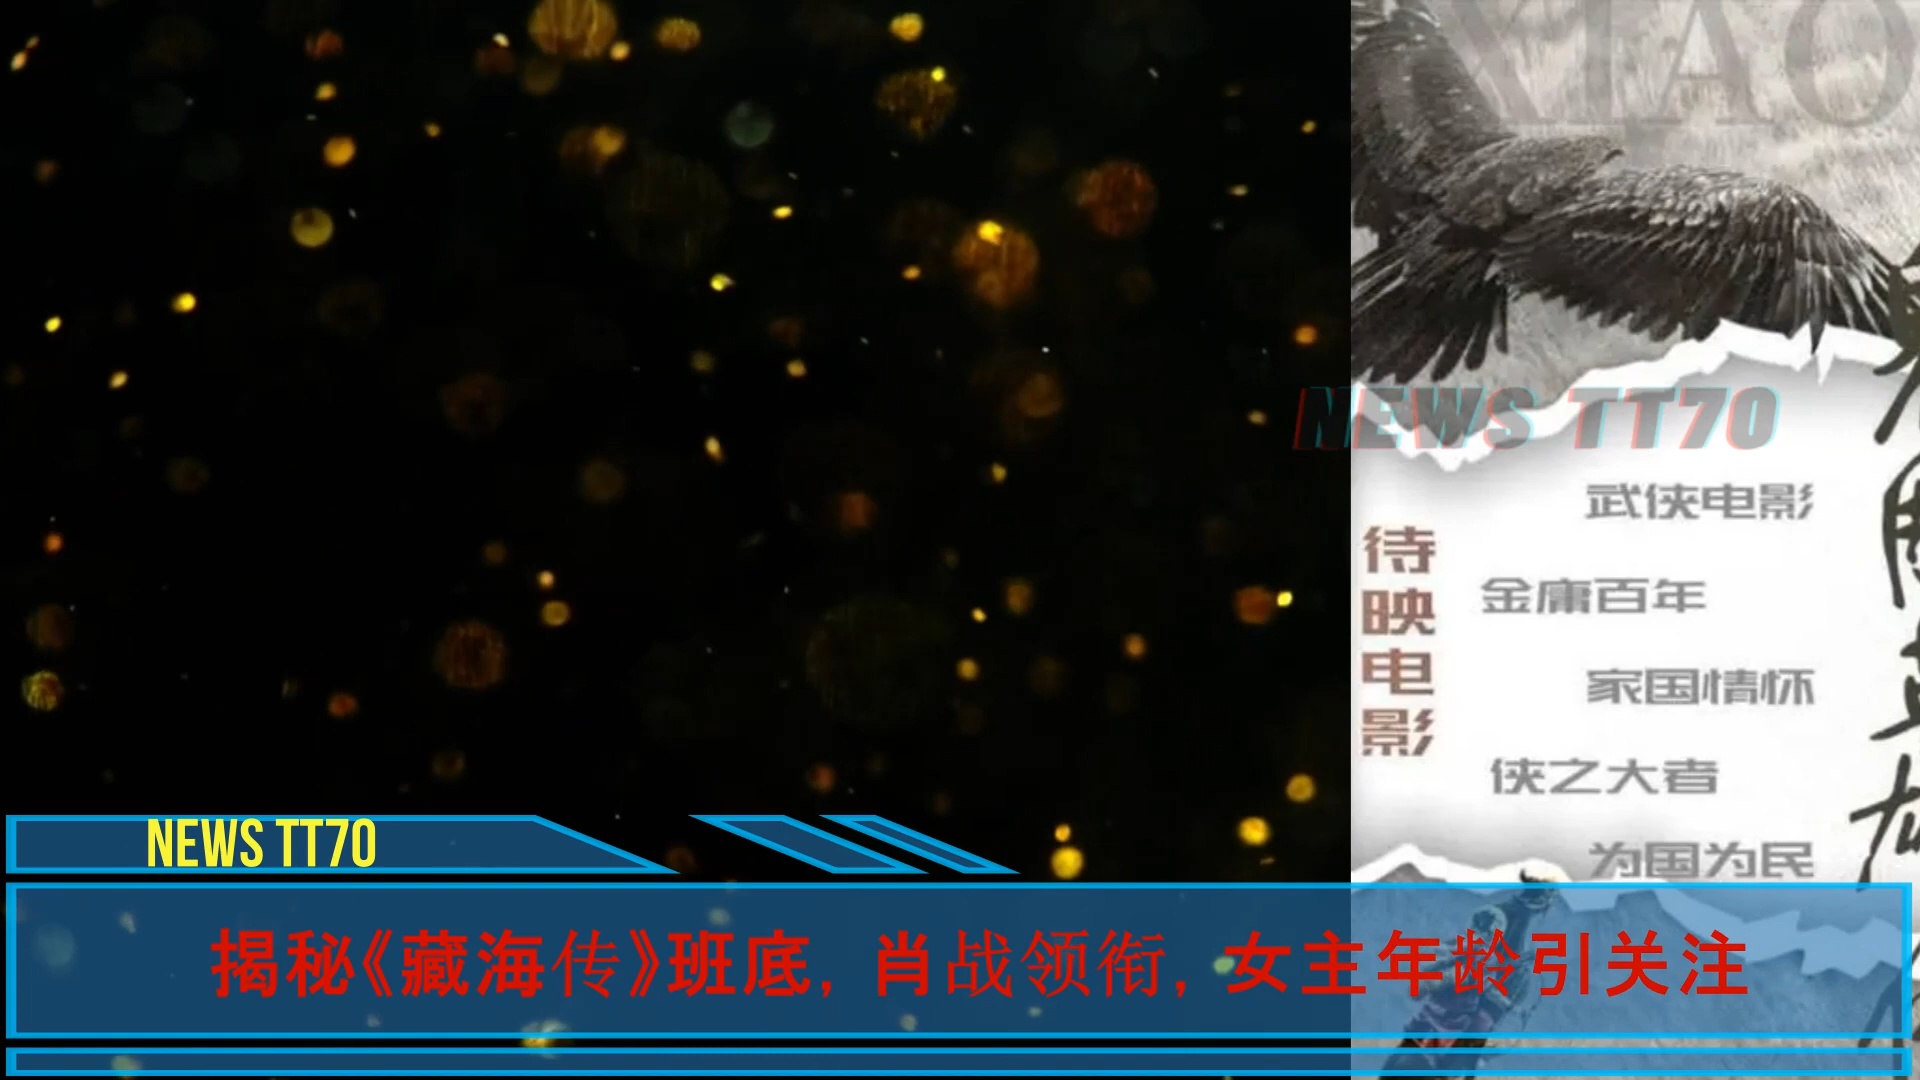 XIAO
NEWS TT70
武侠电影
待映电影
金庸百年
家国情怀
侠之大者
为国为民
NEWS TT70
揭秘《藏海传》班底，肖战领衔，女主年龄引关注